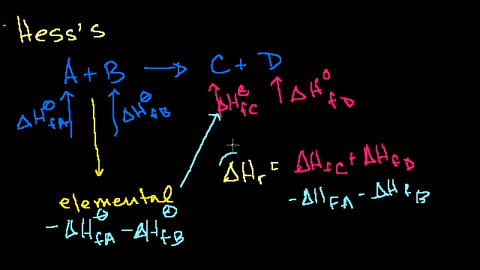 Hess's
A + B → C + D
ΔH°fA ΔH°fB ΔH°fC ΔH°fD
ΔHr = ΔHfC + ΔHfD
elemental
- ΔHFA - ΔHfB
- ΔH°fA - ΔH°fB